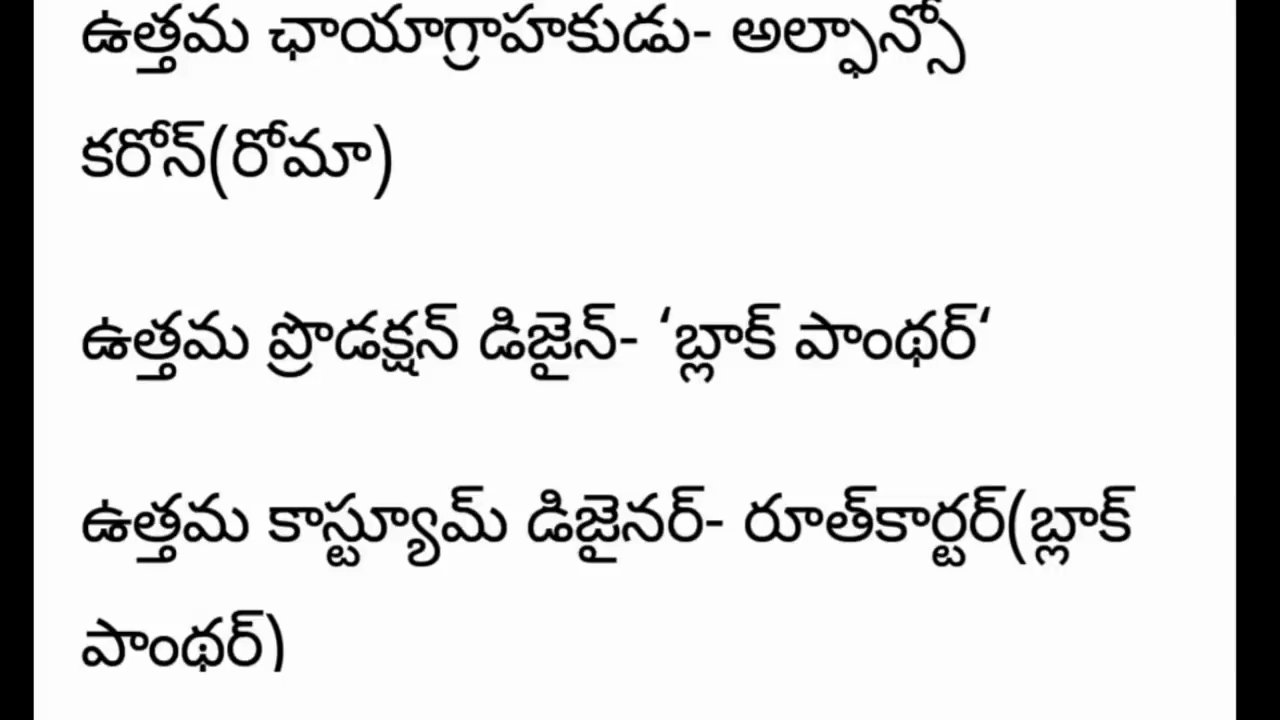 ఉత్తమ ఛాయాగ్రాహకుడు- అల్ఫాన్సో
కరోన్(రోమా)
ఉత్తమ ప్రొడక్షన్ డిజైన్- ‘బ్లాక్ పాంథర్‘
ఉత్తమ కాస్ట్యూమ్ డిజైనర్- రూత్‌కార్టర్(బ్లాక్
పాంథర్)